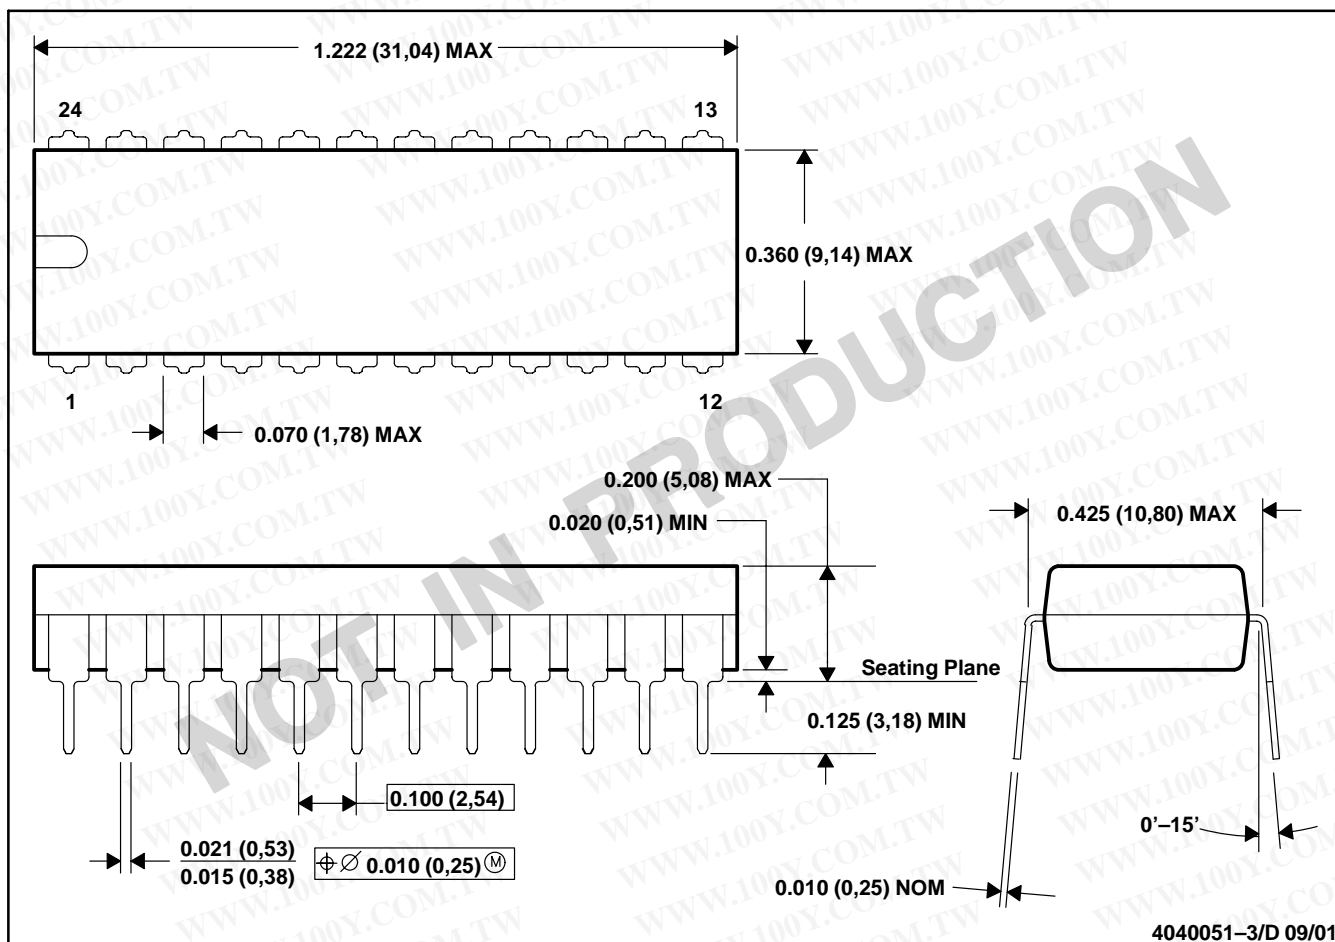 1.222 (31,04) MAX
24
13
0.360 (9,14) MAX
1
12
0.070 (1,78) MAX
0.200 (5,08) MAX
0.020 (0,51) MIN
0.425 (10,80) MAX
Seating Plane
0.125 (3,18) MIN
0.100 (2,54)
0.021 (0,53)
0.015 (0,38)
⌖ ∅ 0.010 (0,25) Ⓜ
0'–15'
0.010 (0,25) NOM
4040051–3/D 09/01
NOT IN PRODUCTION
WWW.100Y.COM.TW